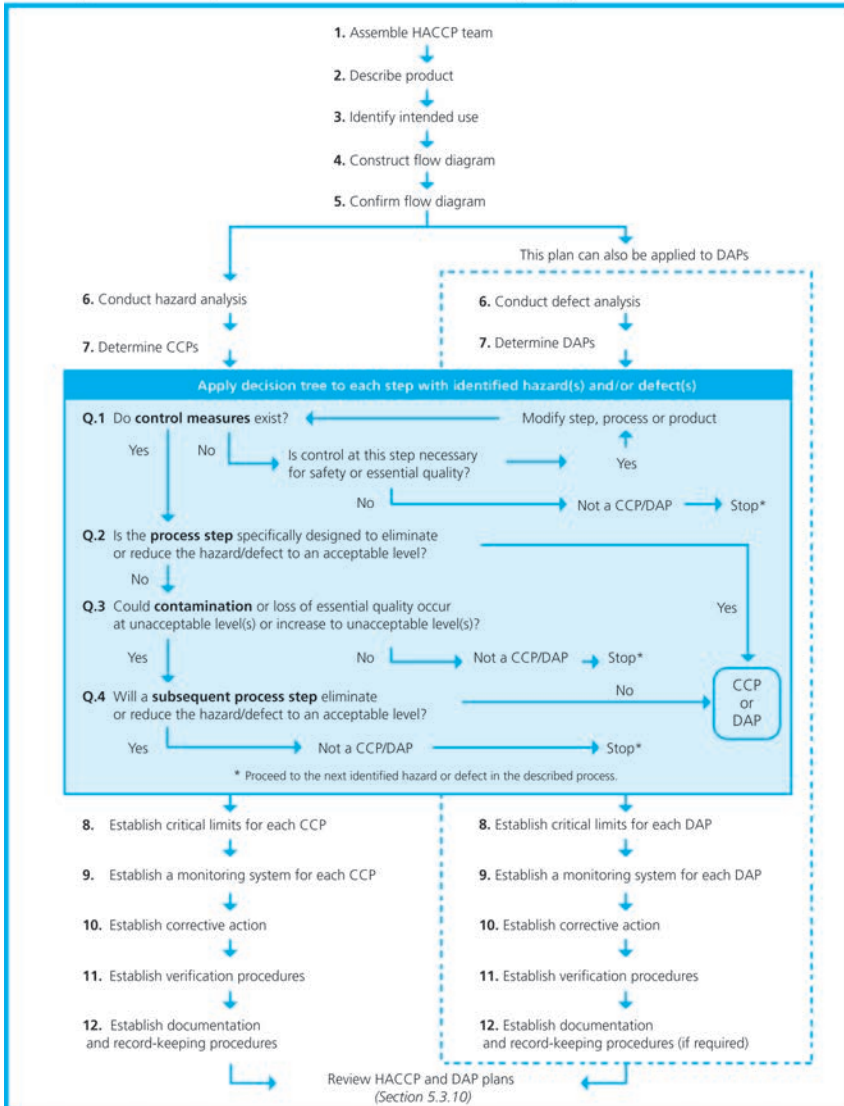 1. Assemble HACCP team
2. Describe product
3. Identify intended use
4. Construct flow diagram
5. Confirm flow diagram
This plan can also be applied to DAPs
6. Conduct hazard analysis
7. Determine CCPs
6. Conduct defect analysis
7. Determine DAPs
Apply decision tree to each step with identified hazard(s) and/or defect(s)
Q.1 Do control measures exist?
Modify step, process or product
Yes
No
Is control at this step necessary
for safety or essential quality?
Yes
No
Not a CCP/DAP
Stop*
Q.2 Is the process step specifically designed to eliminate
or reduce the hazard/defect to an acceptable level?
No
Yes
Q.3 Could contamination or loss of essential quality occur
at unacceptable level(s) or increase to unacceptable level(s)?
Yes
No
Not a CCP/DAP
Stop*
Q.4 Will a subsequent process step eliminate
or reduce the hazard/defect to an acceptable level?
No
CCP
or
DAP
Yes
Not a CCP/DAP
Stop*
* Proceed to the next identified hazard or defect in the described process.
8. Establish critical limits for each CCP
9. Establish a monitoring system for each CCP
10. Establish corrective action
11. Establish verification procedures
12. Establish documentation
and record-keeping procedures
8. Establish critical limits for each DAP
9. Establish a monitoring system for each DAP
10. Establish corrective action
11. Establish verification procedures
12. Establish documentation
and record-keeping procedures (if required)
Review HACCP and DAP plans
(Section 5.3.10)